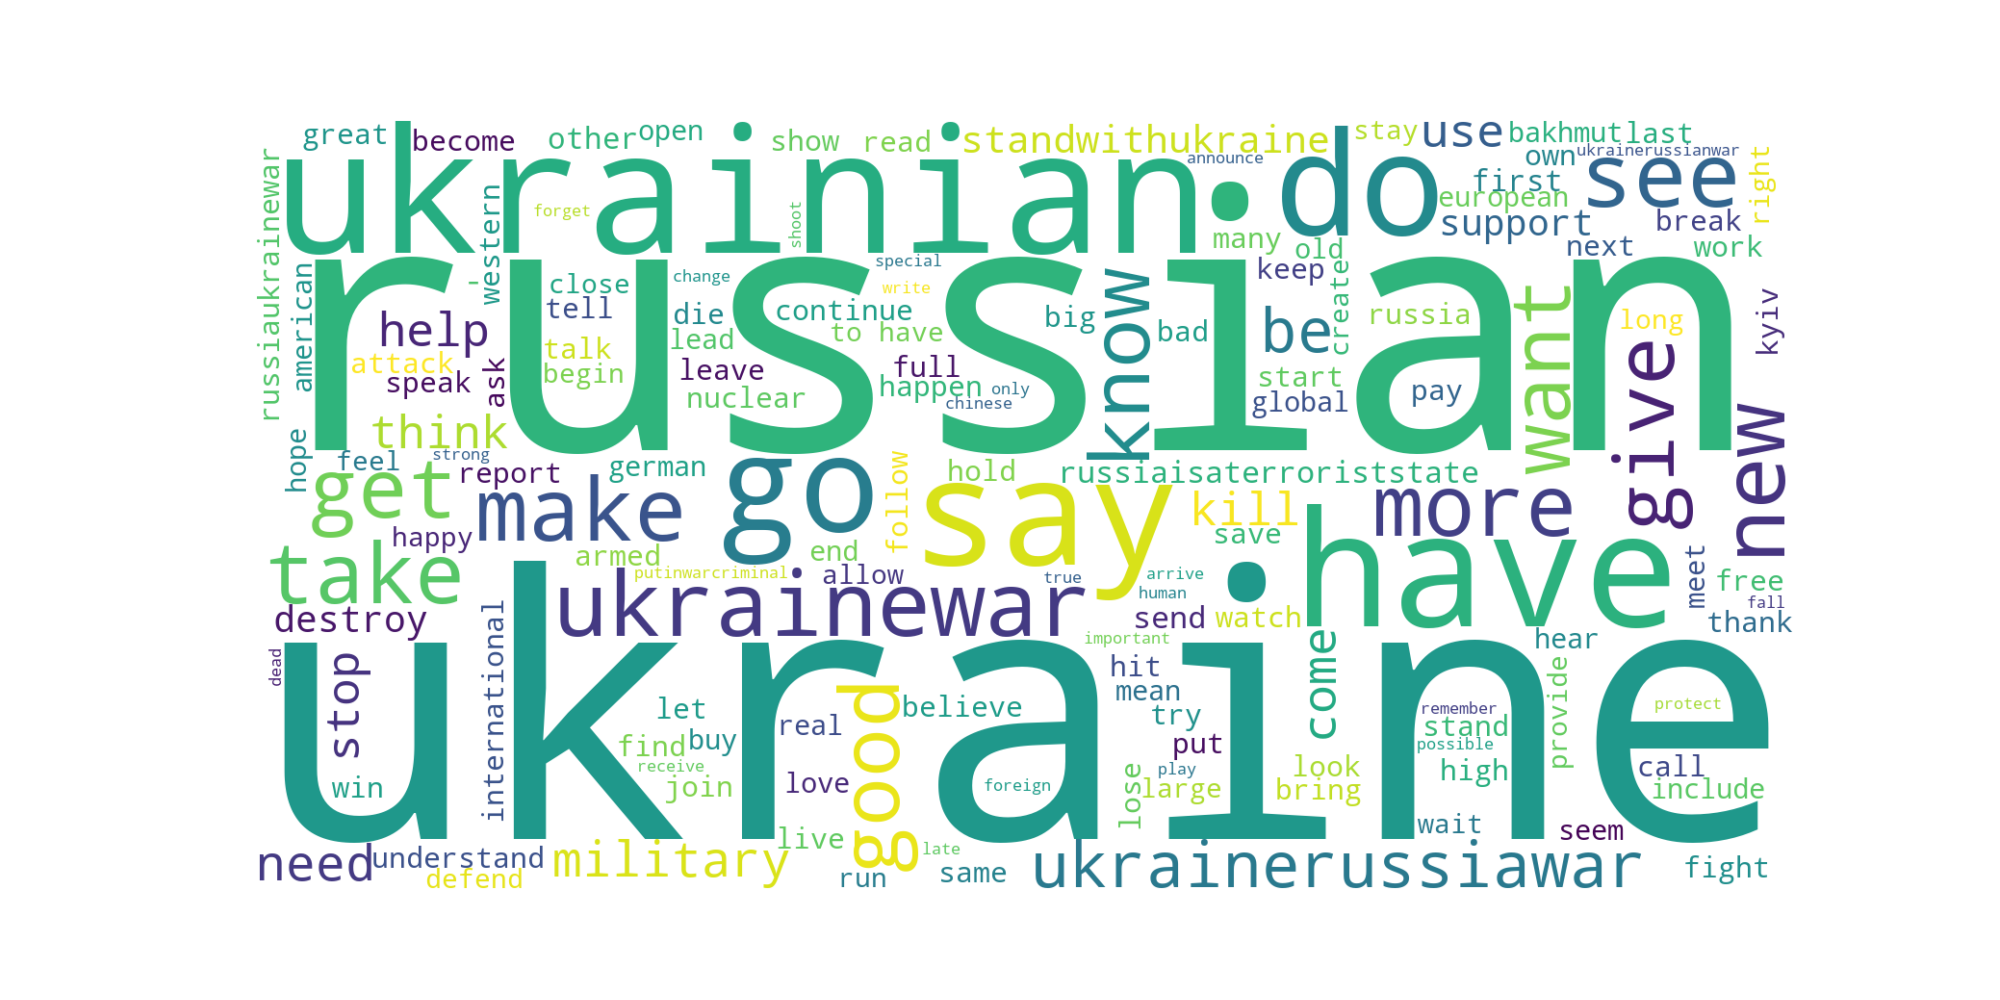 great
become
other
open
show
read
standwithukraine
stay
use
bakhmut
last
ukrainian
announce
do
own
ukrainerussianwar
see
right
russiaukrainewar
western
forget
shoot
first
european
support
break
many
old
next
work
american
-
close
change
special
write
russian
know
keep
create
want
kyiv
help
tell
die
continue
big
bad
be
russia
long
give
attack
talk
lead
to have
speak
ask
begin
leave
full
happen
only
chinese
nuclear
start
global
pay
think
new
hope
feel
strong
report
german
go
follow
hold
say
russiaisaterroriststate
get
make
kill
more
save
happy
armed
end
have
take
putinwarcriminal
allow
true
arrive
human
meet
free
fall
destroy
ukrainewar
send
watch
thank
important
hear
dead
stop
international
ukraine
hit
come
provide
let
real
good
believe
mean
try
remember
stand
protect
find
buy
put
possible
call
receive
win
join
love
foreign
play
lose
large
look
bring
high
include
live
late
wait
seem
need
understand
defend
military
run
same
ukrainerussiawar
fight